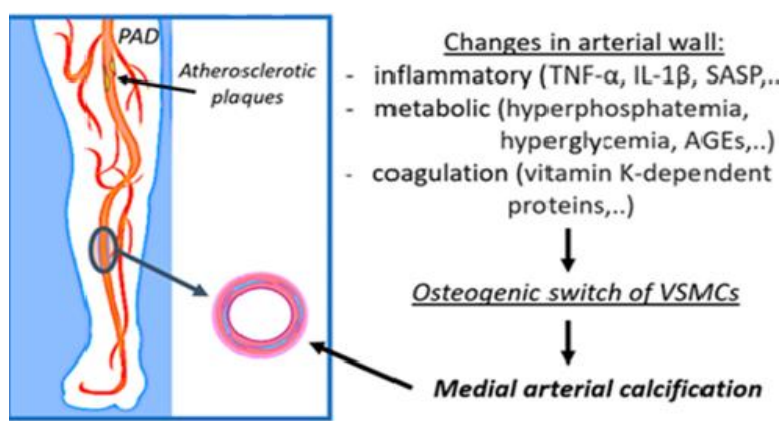 PAD
Atherosclerotic
plaques
Changes in arterial wall:
- inflammatory (TNF-α, IL-1β, SASP,..
- metabolic (hyperphosphatemia,
hyperglycemia, AGEs,..)
- coagulation (vitamin K-dependent
proteins,..)
Osteogenic switch of VSMCs
Medial arterial calcification